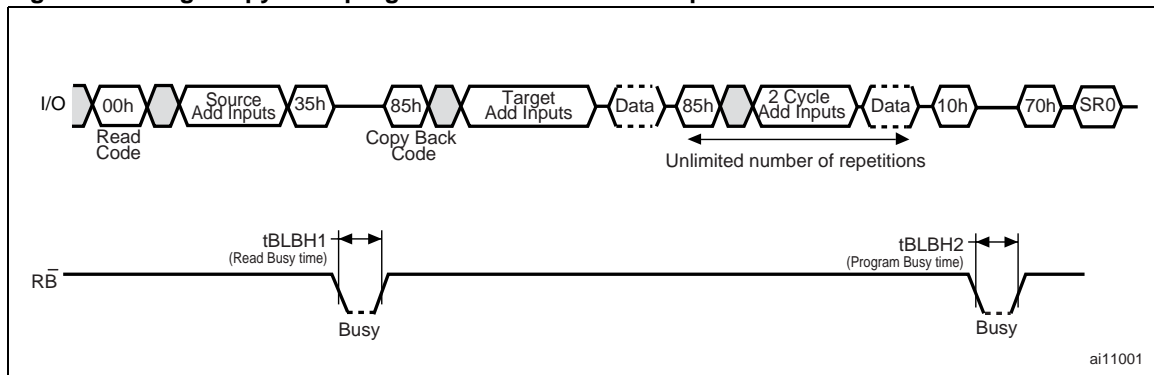 I/O 00h Source Add Inputs 35h 85h Target Add Inputs Data 85h 2 Cycle Add Inputs Data 10h 70h SR0
Read Code
Copy Back Code
Unlimited number of repetitions
tBLBH1
(Read Busy time)
tBLBH2
(Program Busy time)
RB
Busy
Busy
ai11001